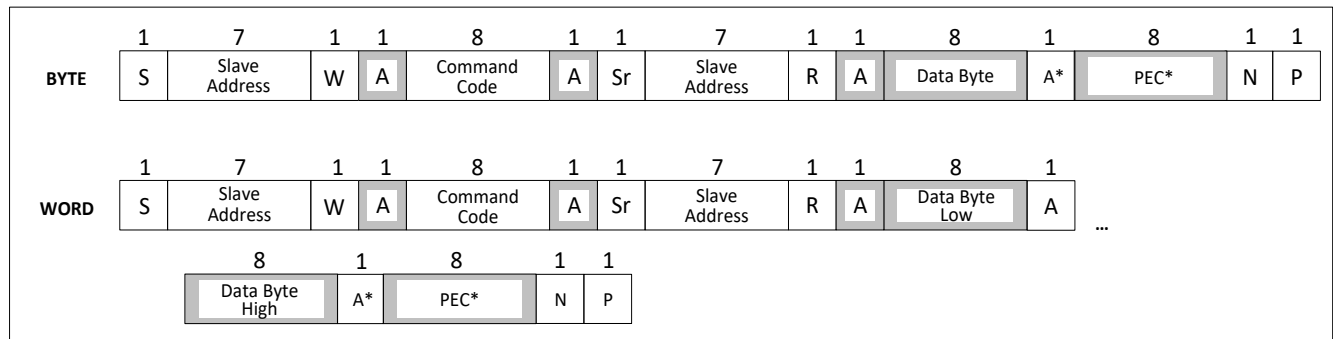 1 7 1 1 8 1 1 7 1 1 8 1 8 1 1
BYTE S Slave Address W A Command Code A Sr Slave Address R A Data Byte A* PEC* N P
1 7 1 1 8 1 1 7 1 1 8 1
WORD S Slave Address W A Command Code A Sr Slave Address R A Data Byte Low A ...
8 1 8 1 1
Data Byte High A* PEC* N P